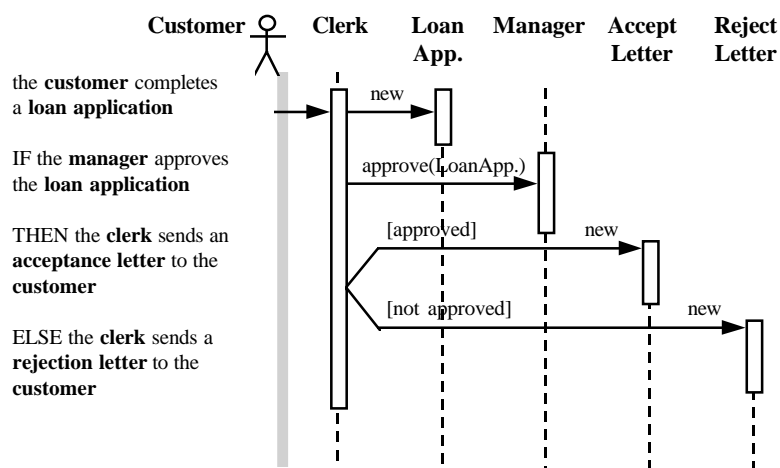 Customer Clerk Loan App. Manager Accept Letter Reject Letter
the customer completes
a loan application
new
IF the manager approves
the loan application
approve(LoanApp.)
THEN the clerk sends an
acceptance letter to the
customer
[approved] new
[not approved] new
ELSE the clerk sends a
rejection letter to the
customer